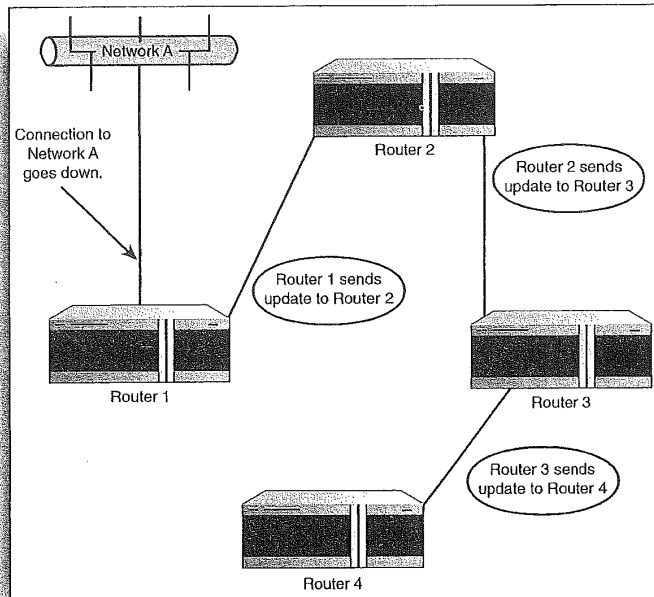 Network A
Router 2
Connection to
Network A
goes down.
Router 2 sends
update to Router 3
Router 1 sends
update to Router 2
Router 1
Router 3
Router 3 sends
update to Router 4
Router 4